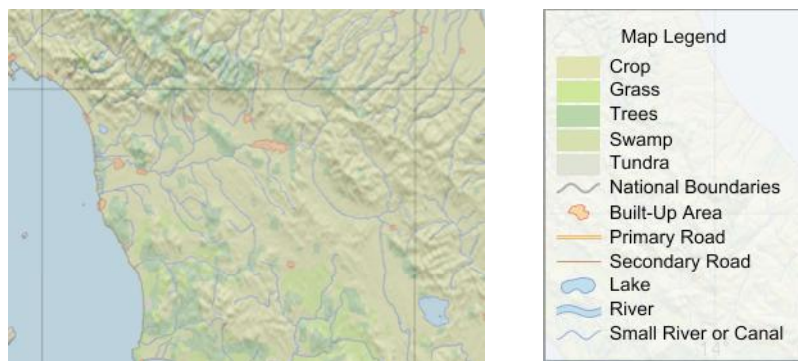 Map Legend
Crop
Grass
Trees
Swamp
Tundra
National Boundaries
Built-Up Area
Primary Road
Secondary Road
Lake
River
Small River or Canal